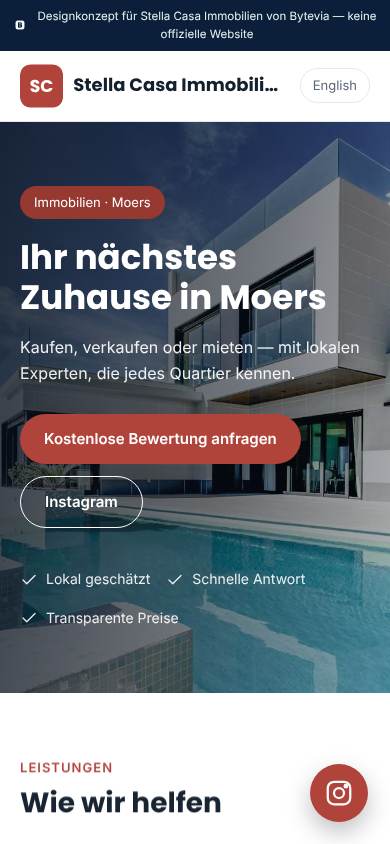 B
Designkonzept für Stella Casa Immobilien von Bytevia — keine
offizielle Website
SC
Stella Casa Immobili...
English
Immobilien · Moers
Ihr nächstes
Zuhause in Moers
Kaufen, verkaufen oder mieten — mit lokalen
Experten, die jedes Quartier kennen.
Kostenlose Bewertung anfragen
Instagram
Lokal geschätzt
Schnelle Antwort
Transparente Preise
LEISTUNGEN
Wie wir helfen